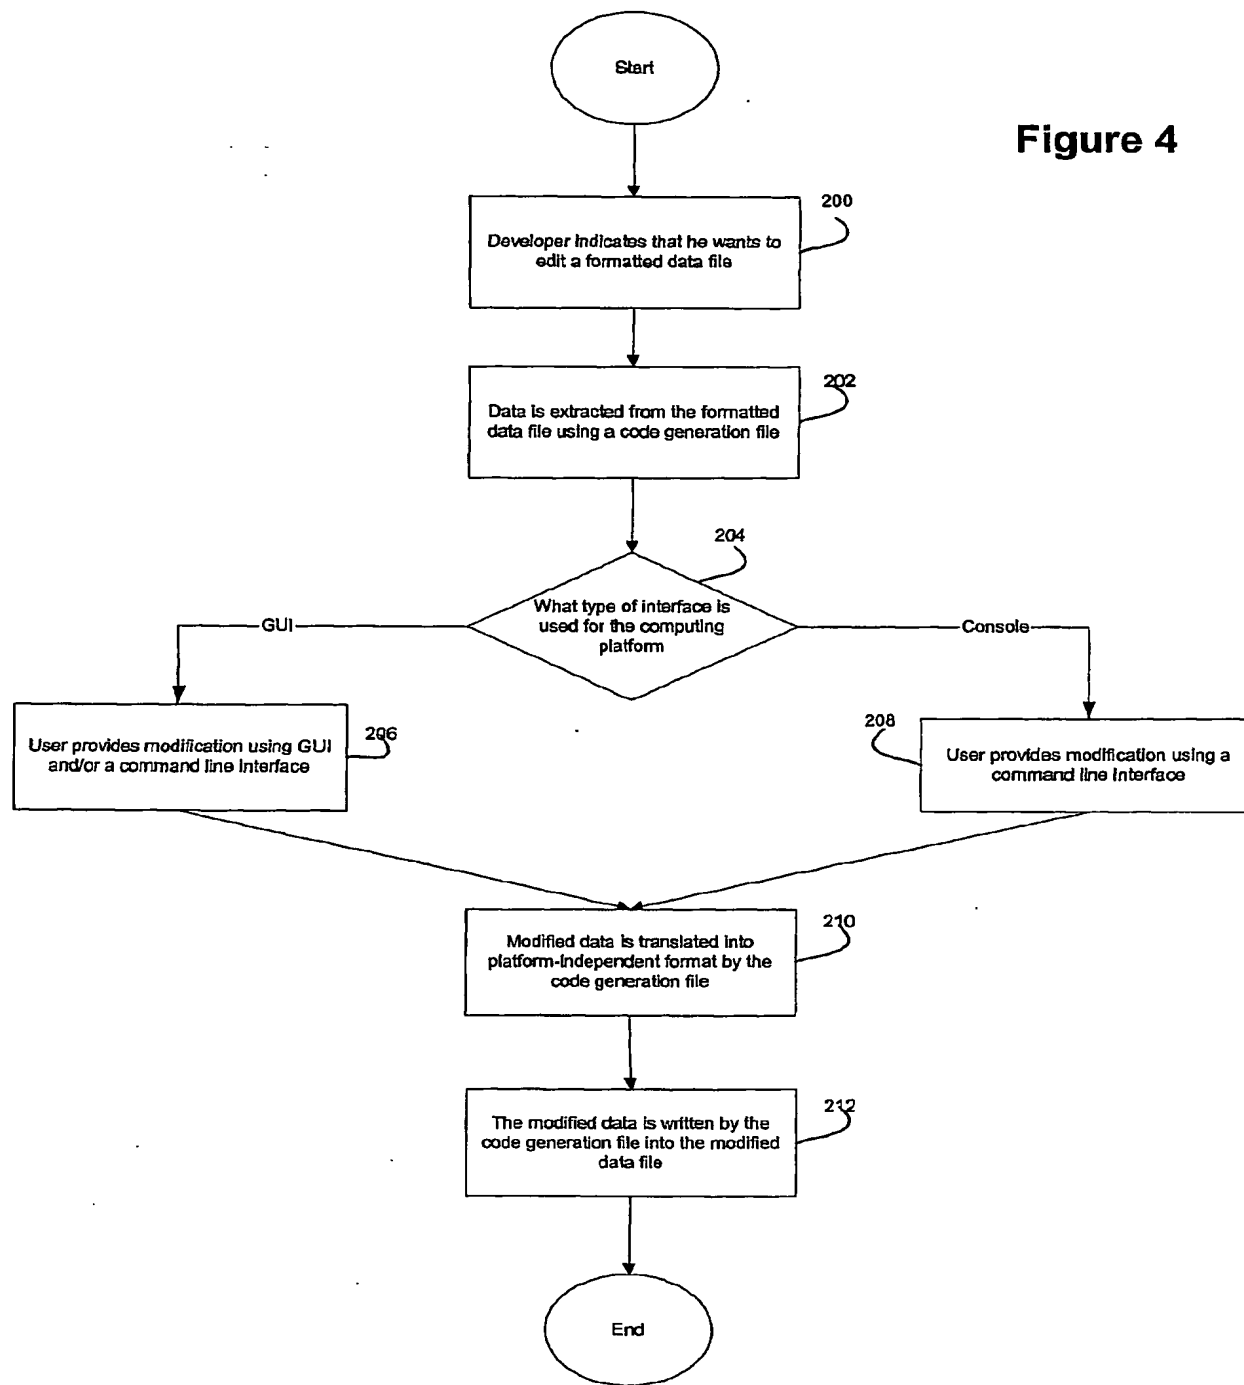 Start
Figure 4
200
Developer indicates that he wants to
edit a formatted data file
202
Data is extracted from the formatted
data file using a code generation file
204
What type of interface is
used for the computing
platform
GUI
Console
206
User provides modification using GUI
and/or a command line interface
208
User provides modification using a
command line interface
210
Modified data is translated into
platform-independent format by the
code generation file
212
The modified data is written by the
code generation file into the modified
data file
End